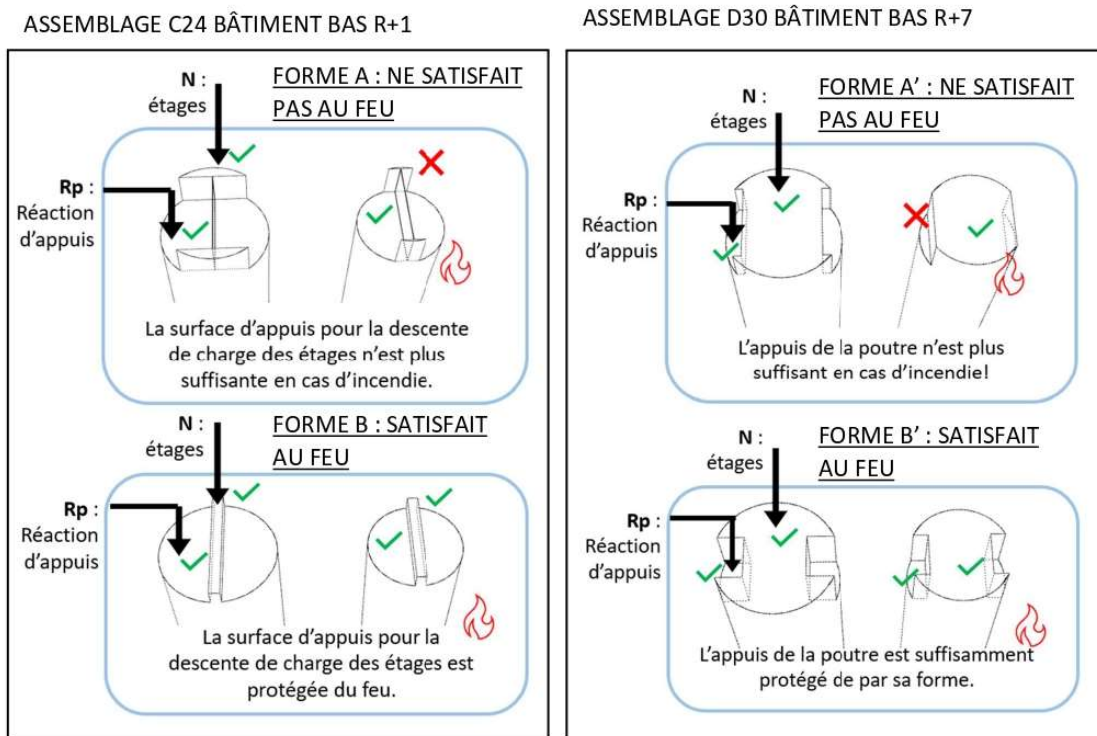 ASSEMBLAGE C24 BÂTIMENT BAS R+1
N :
étages
FORME A : NE SATISFAIT
PAS AU FEU
Rp :
Réaction
d'appuis
La surface d'appuis pour la descente
de charge des étages n'est plus
suffisante en cas d'incendie.
N :
étages
FORME B : SATISFAIT
AU FEU
Rp :
Réaction
d'appuis
La surface d'appuis pour la
descente de charge des étages est
protégée du feu.
ASSEMBLAGE D30 BÂTIMENT BAS R+7
N :
étages
FORME A' : NE SATISFAIT
PAS AU FEU
Rp :
Réaction
d'appuis
L'appuis de la poutre n'est plus
suffisant en cas d'incendie!
N :
étages
FORME B' : SATISFAIT
AU FEU
Rp :
Réaction
d'appuis
L'appuis de la poutre est suffisamment
protégé de par sa forme.